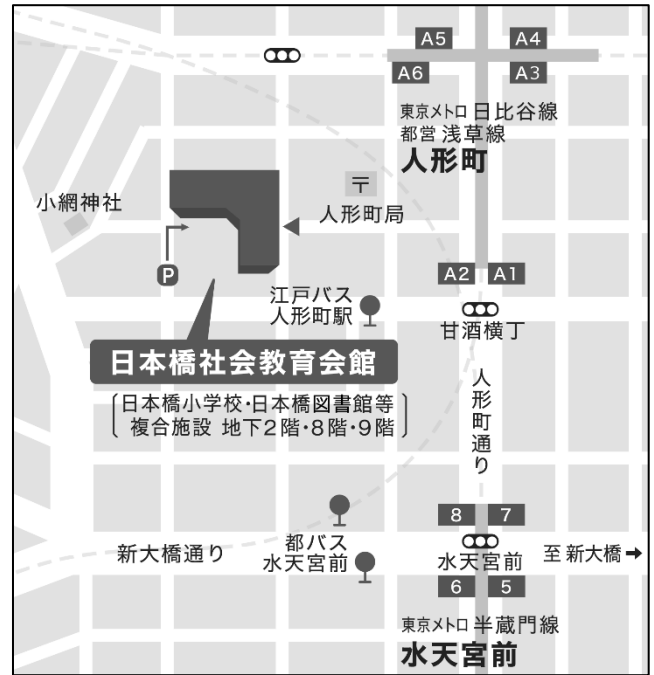 A5
A4
A6
A3
東京メトロ 日比谷線
都営 浅草線
人形町
〒
人形町局
小網神社
P
A2
A1
江戸バス
人形町駅
甘酒横丁
日本橋社会教育会館
日本橋小学校・日本橋図書館等
複合施設 地下2階・8階・9階
人形町通り
8
7
新大橋通り
都バス
水天宮前
水天宮前
至 新大橋➡
6
5
東京メトロ 半蔵門線
水天宮前